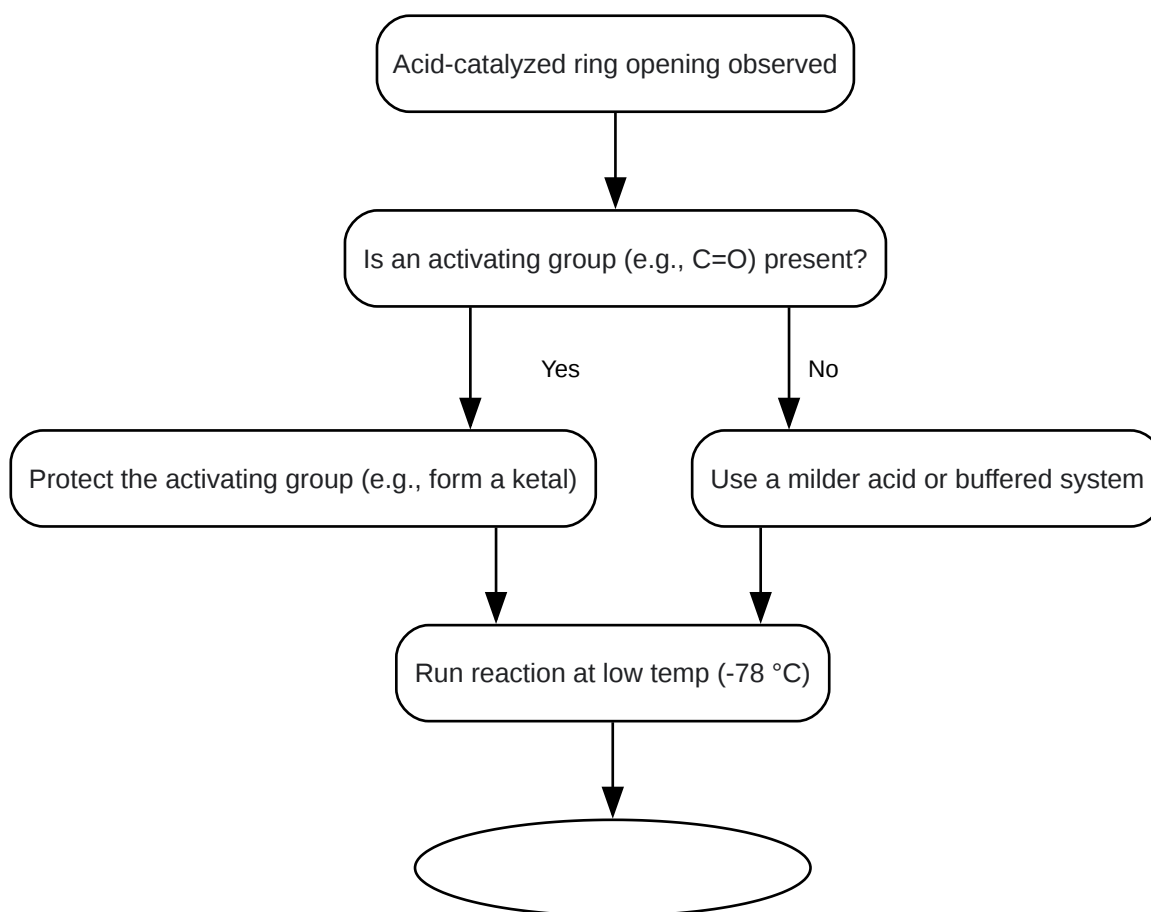 Acid-catalyzed ring opening observed
Is an activating group (e.g., C=O) present?
Yes
No
Protect the activating group (e.g., form a ketal)
Use a milder acid or buffered system
Run reaction at low temp (-78 °C)